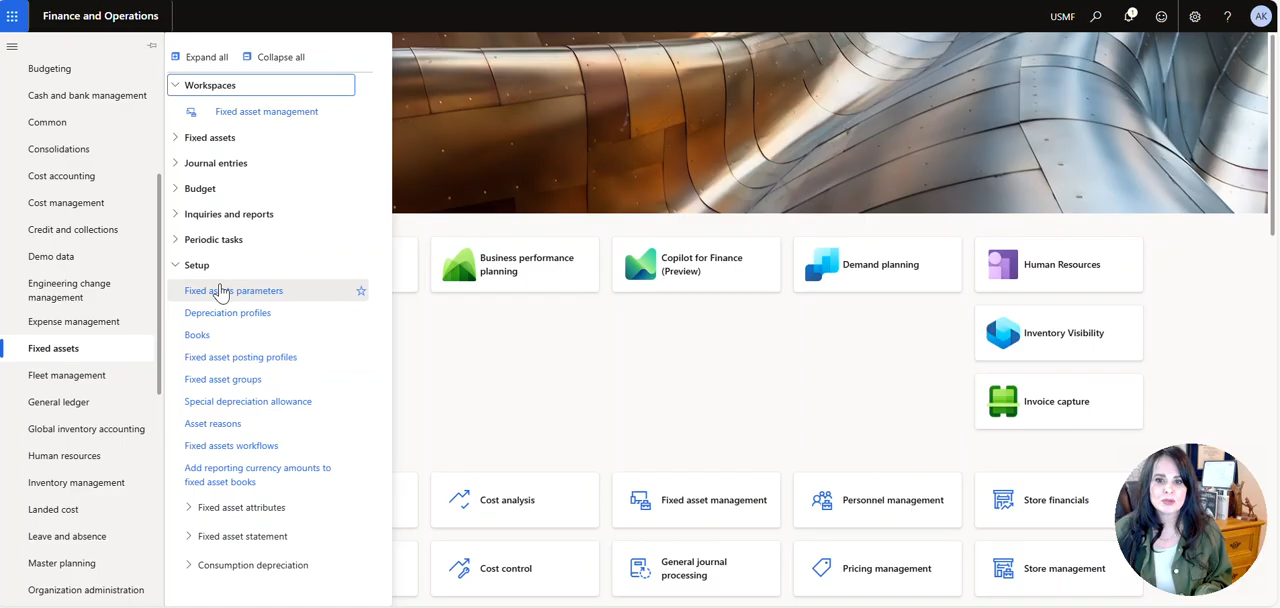 Finance and Operations
USMF
1
AK
Budgeting
Cash and bank management
Common
Consolidations
Cost accounting
Cost management
Credit and collections
Demo data
Engineering change
management
Expense management
Fixed assets
Fleet management
General ledger
Global inventory accounting
Human resources
Inventory management
Landed cost
Leave and absence
Master planning
Organization administration
Expand all
Collapse all
Workspaces
Fixed asset management
Fixed assets
Journal entries
Budget
Inquiries and reports
Periodic tasks
Setup
Fixed assets parameters
Depreciation profiles
Books
Fixed asset posting profiles
Fixed asset groups
Special depreciation allowance
Asset reasons
Fixed assets workflows
Add reporting currency amounts to
fixed asset books
Fixed asset attributes
Fixed asset statement
Consumption depreciation
Business performance
planning
Copilot for Finance
(Preview)
Demand planning
Human Resources
Inventory Visibility
Invoice capture
Cost analysis
Fixed asset management
Personnel management
Store financials
Cost control
General journal
processing
Pricing management
Store management